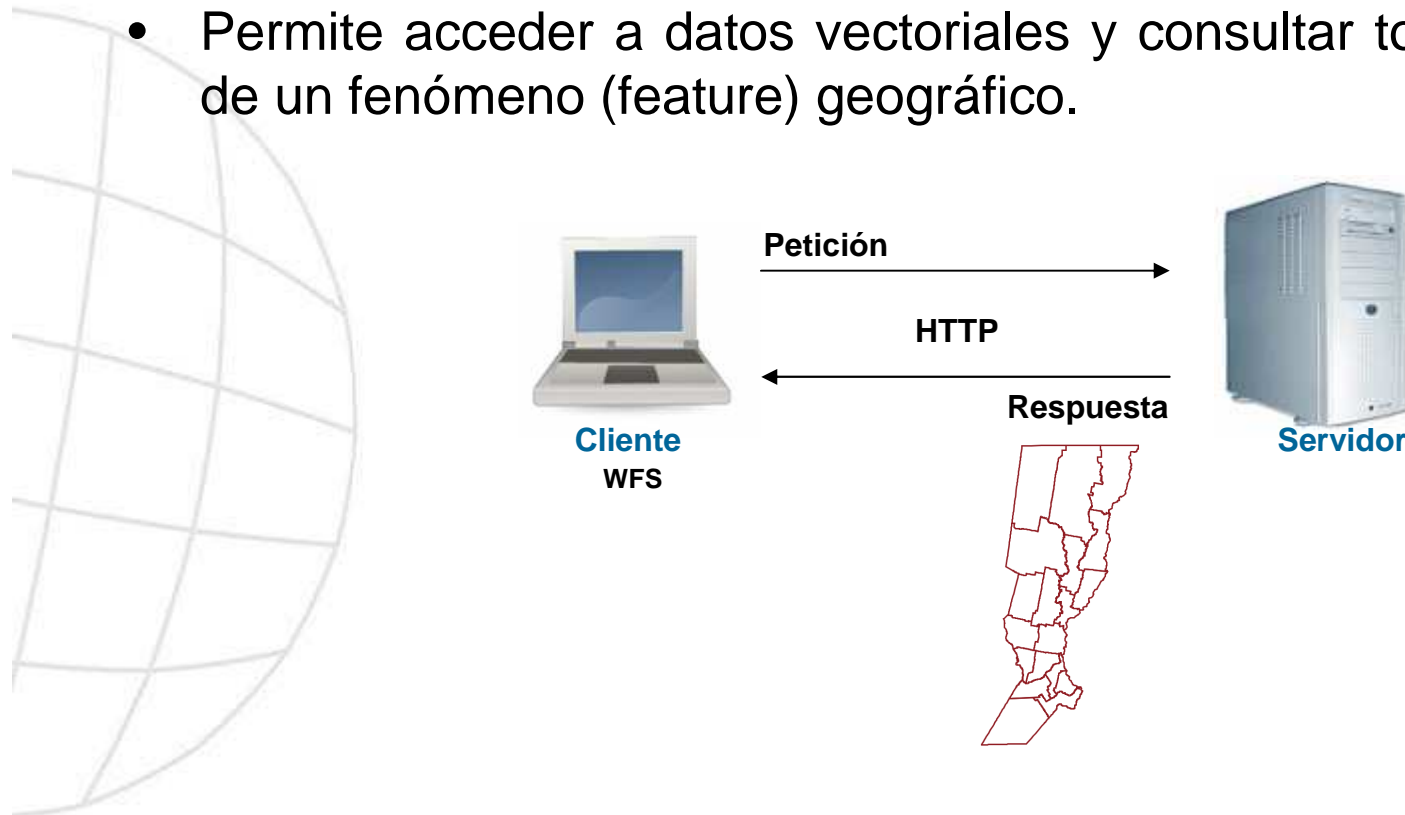 • Permite acceder a datos vectoriales y consultar
de un fenómeno (feature) geográfico.
Petición
HTTP
Respuesta
Cliente
Servidor
WFS